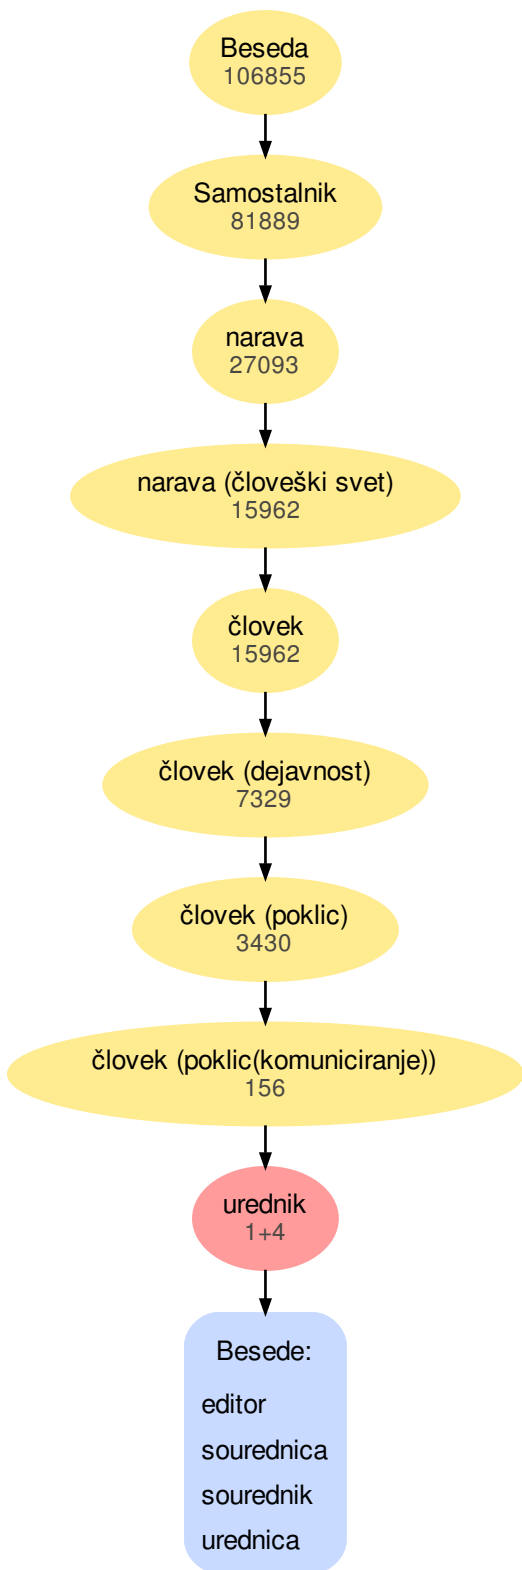 Beseda
106855
Samostalnik
81889
narava
27093
narava (človeški svet)
15962
človek
15962
človek (dejavnost)
7329
človek (poklic)
3430
človek (poklic(komuniciranje))
156
urednik
1+4
Besede:
editor
sourednica
sourednik
urednica